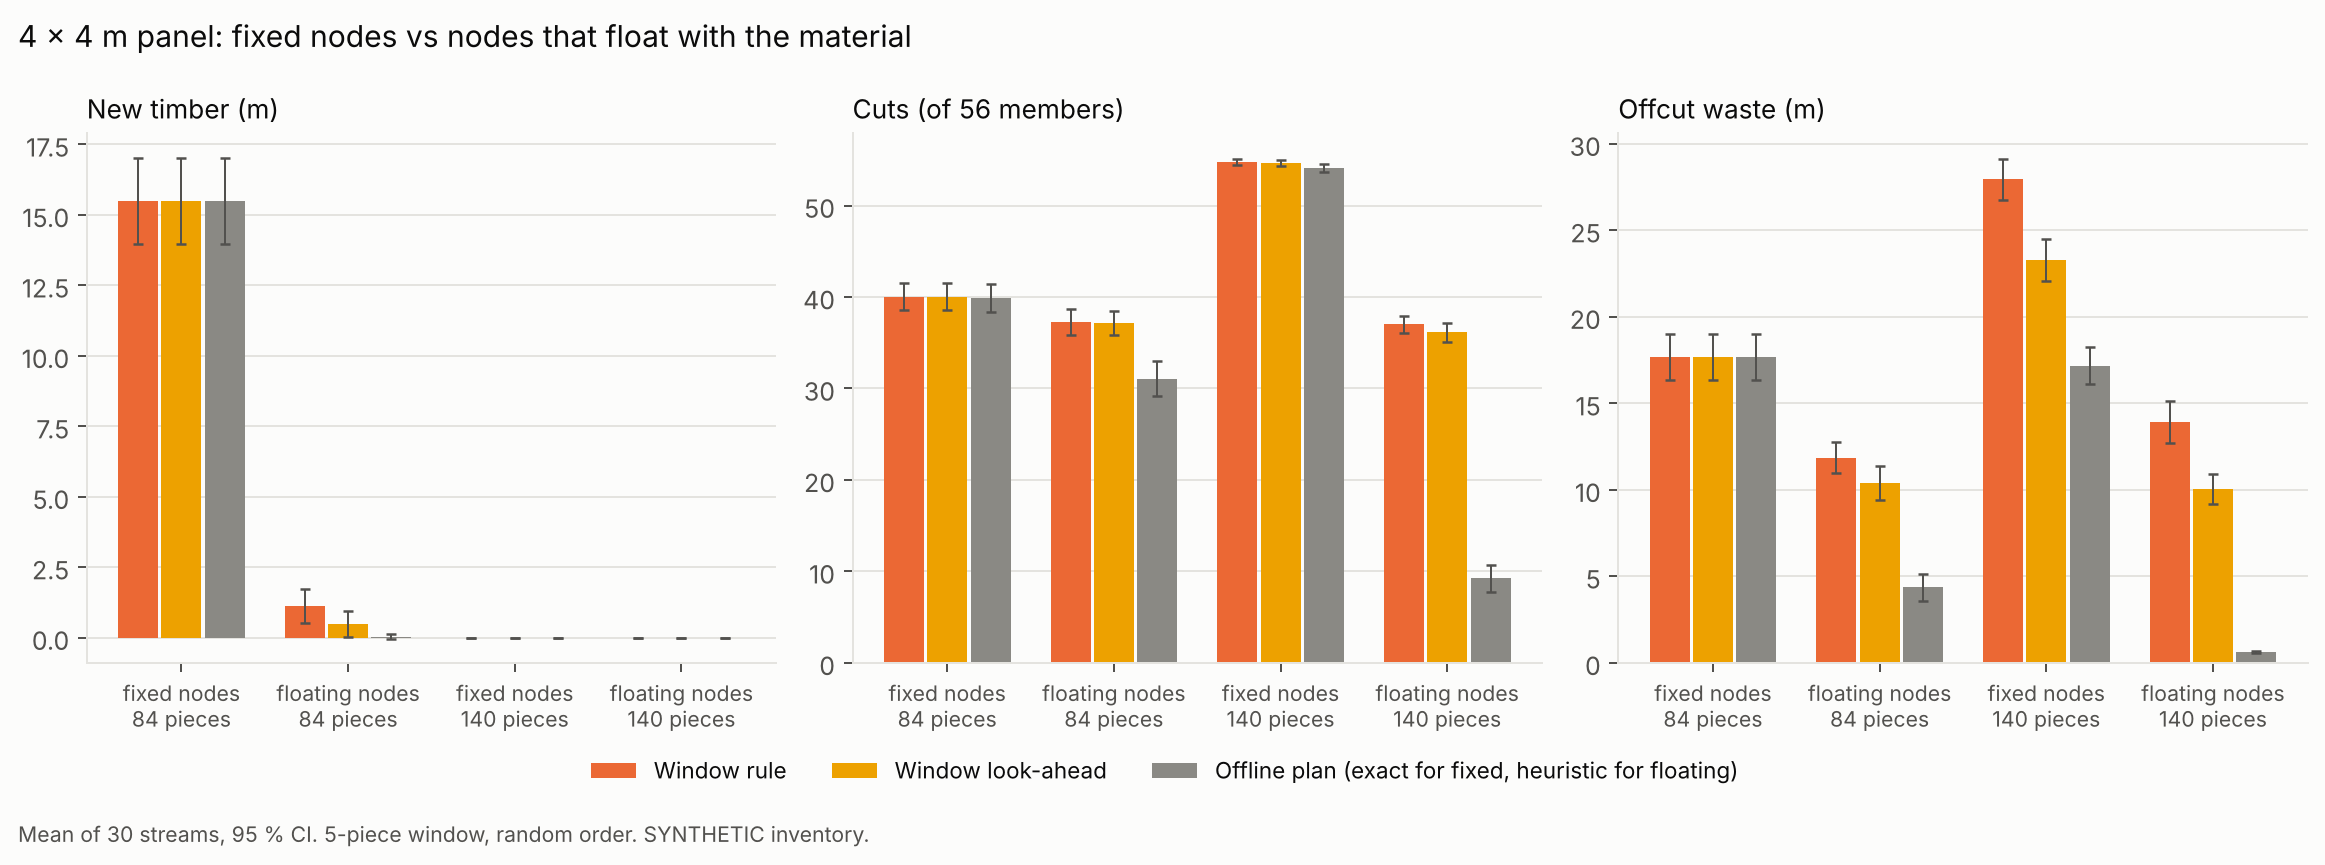 4 × 4 m panel: fixed nodes vs nodes that float with the material
New timber (m)
17.5
15.0
12.5
10.0
7.5
5.0
2.5
0.0
fixed nodes
84 pieces
floating nodes
84 pieces
fixed nodes
140 pieces
floating nodes
140 pieces
Cuts (of 56 members)
50
40
30
20
10
0
fixed nodes
84 pieces
floating nodes
84 pieces
fixed nodes
140 pieces
floating nodes
140 pieces
Offcut waste (m)
30
25
20
15
10
5
0
fixed nodes
84 pieces
floating nodes
84 pieces
fixed nodes
140 pieces
floating nodes
140 pieces
Window rule
Window look-ahead
Offline plan (exact for fixed, heuristic for floating)
Mean of 30 streams, 95 % CI. 5-piece window, random order. SYNTHETIC inventory.